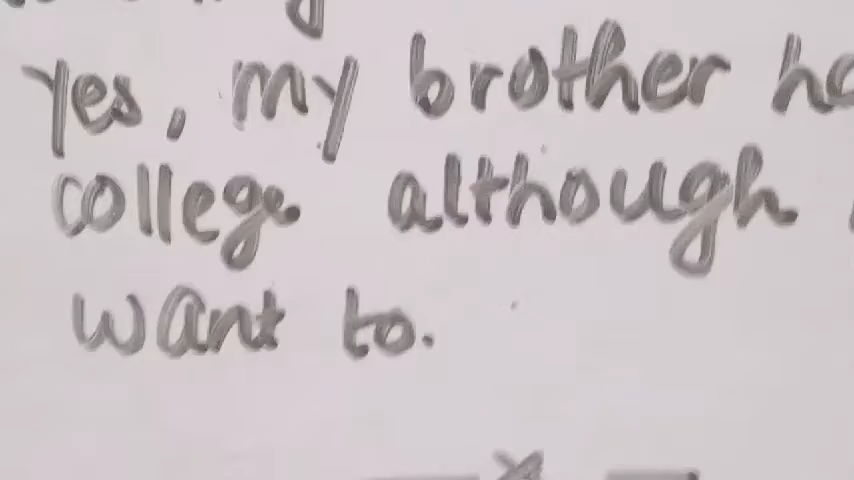 yes, my brother
college although
want to.